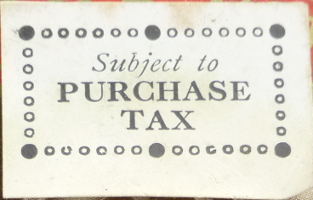 Subject to
PURCHASE
TAX